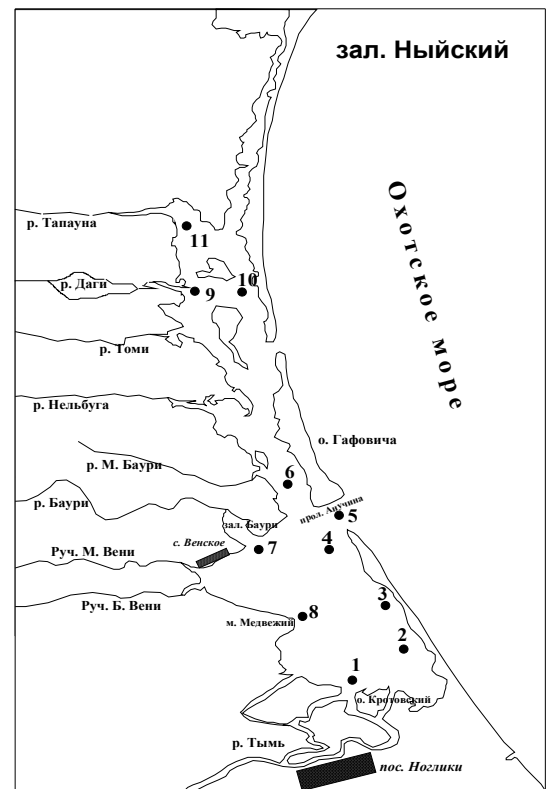 зал. Ныйский
Охотское море
р. Тапауна
11
р. Даги
9
10
р. Томи
р. Нельбуга
о. Гафовича
р. М. Баури
6
р. Баури
прол. Анучина
5
зал. Баури
с. Венское
7
4
Руч. М. Вени
Руч. Б. Вени
3
8
м. Медвежий
2
1
о. Кротовский
р. Тымь
пос. Ноглики